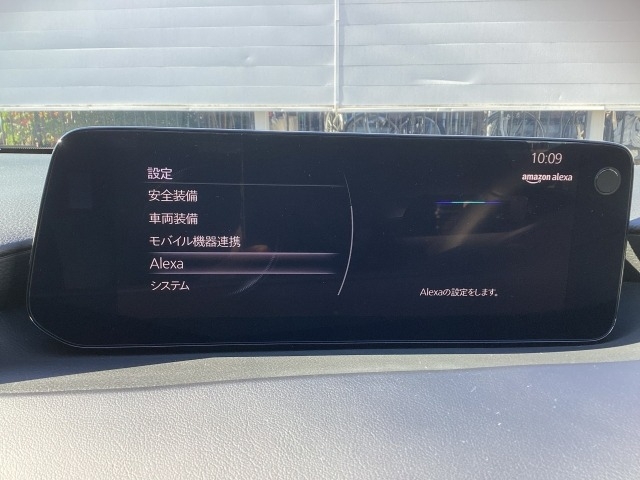 10:09
amazon alexa
設定
安全装備
車両装備
モバイル機器連携
Alexa
システム
Alexaの設定をします。